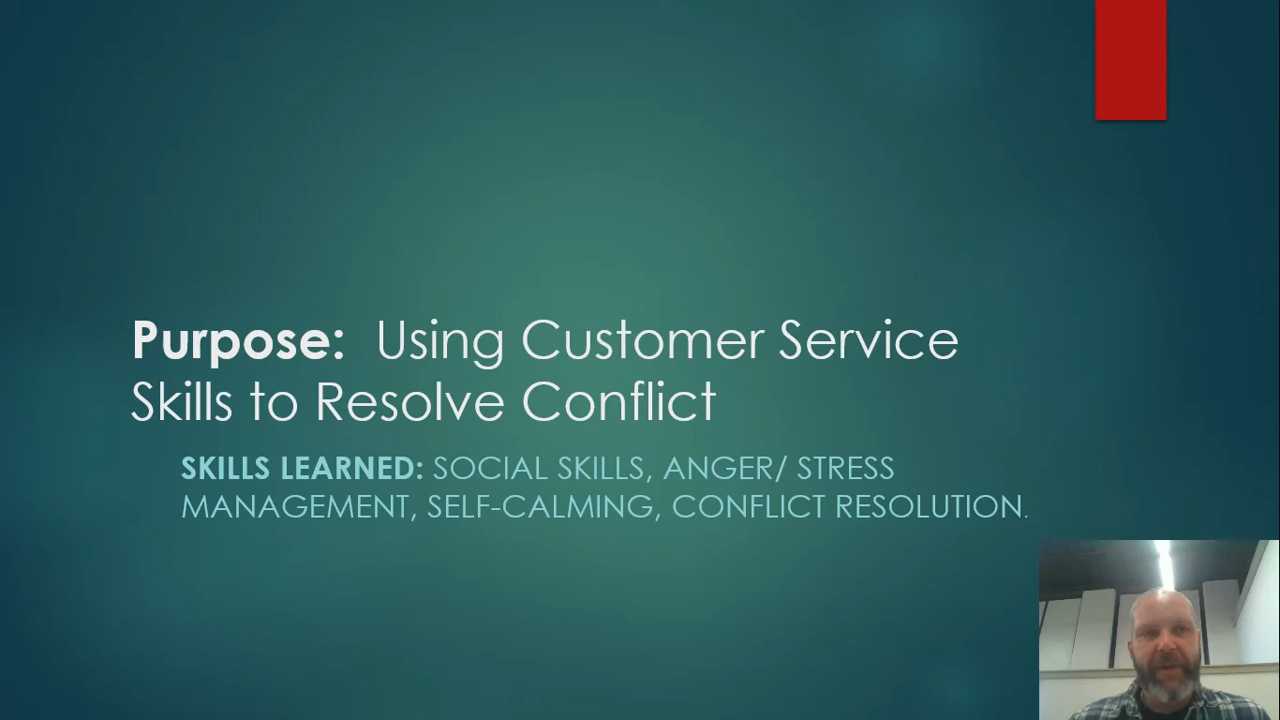 Purpose:  Using Customer Service
Skills to Resolve Conflict
SKILLS LEARNED: SOCIAL SKILLS, ANGER/ STRESS
MANAGEMENT, SELF-CALMING, CONFLICT RESOLUTION.